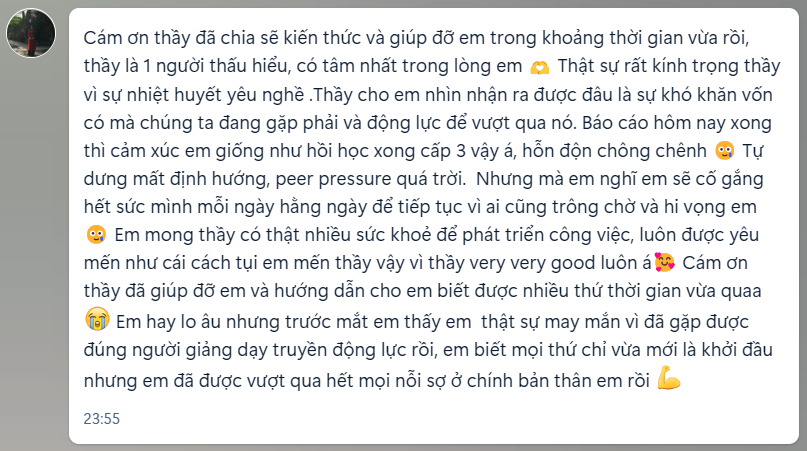 Cám ơn thầy đã chia sẽ kiến thức và giúp đỡ em trong khoảng thời gian vừa rồi,
thầy là 1 người thấu hiểu, có tâm nhất trong lòng em 🫶 Thật sự rất kính trọng thầy
vì sự nhiệt huyết yêu nghề .Thầy cho em nhìn nhận ra được đâu là sự khó khăn vốn
có mà chúng ta đang gặp phải và động lực để vượt qua nó. Báo cáo hôm nay xong
thì cảm xúc em giống như hồi học xong cấp 3 vậy á, hỗn độn chông chênh 😢 Tự
dưng mất định hướng, peer pressure quá trời.  Nhưng mà em nghĩ em sẽ cố gắng
hết sức mình mỗi ngày hằng ngày để tiếp tục vì ai cũng trông chờ và hi vọng em
😢 Em mong thầy có thật nhiều sức khoẻ để phát triển công việc, luôn được yêu
mến như cái cách tụi em mến thầy vậy vì thầy very very good luôn á🥰 Cám ơn
thầy đã giúp đỡ em và hướng dẫn cho em biết được nhiều thứ thời gian vừa quaa
😭 Em hay lo âu nhưng trước mắt em thấy em  thật sự may mắn vì đã gặp được
đúng người giảng dạy truyền động lực rồi, em biết mọi thứ chỉ vừa mới là khởi đầu
nhưng em đã được vượt qua hết mọi nỗi sợ ở chính bản thân em rồi 💪
23:55